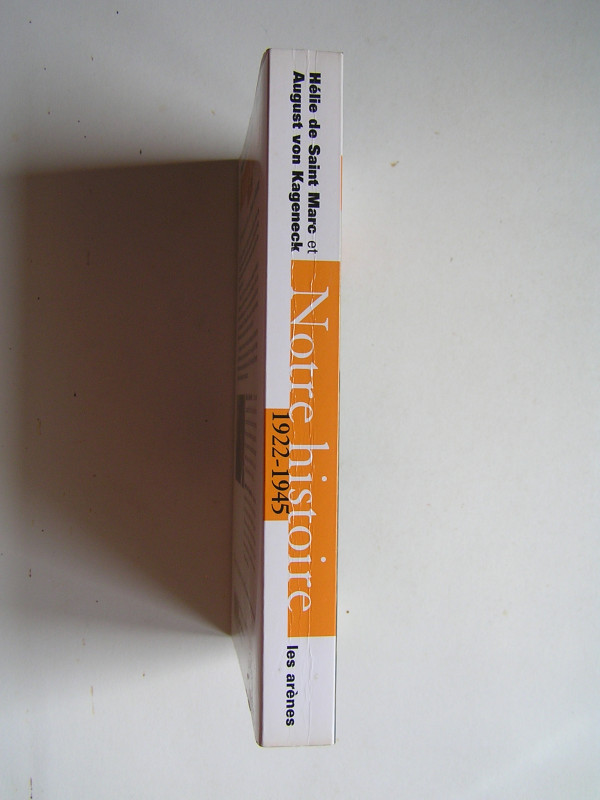 Hélie de Saint Marc et
August von Kageneck
Notre histoire
1922-1945
les arènes